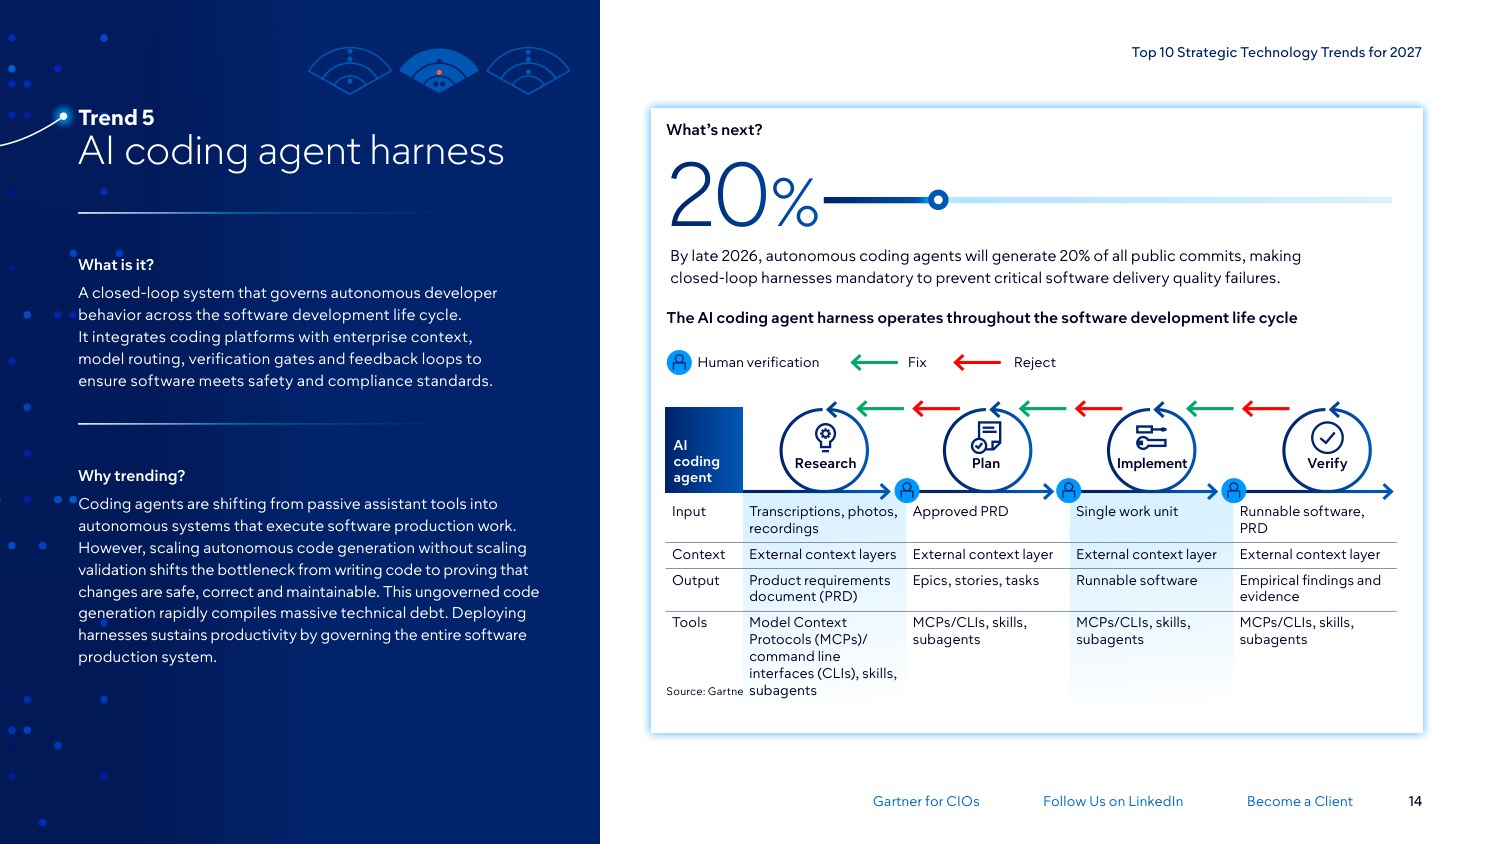 Top 10 Strategic Technology Trends for 2027
Trend 5
AI coding agent harness
What is it?
A closed-loop system that governs autonomous developer
behavior across the software development life cycle.
It integrates coding platforms with enterprise context,
model routing, verification gates and feedback loops to
ensure software meets safety and compliance standards.
Why trending?
Coding agents are shifting from passive assistant tools into
autonomous systems that execute software production work.
However, scaling autonomous code generation without scaling
validation shifts the bottleneck from writing code to proving that
changes are safe, correct and maintainable. This ungoverned code
generation rapidly compiles massive technical debt. Deploying
harnesses sustains productivity by governing the entire software
production system.
What's next?
20%
By late 2026, autonomous coding agents will generate 20% of all public commits, making
closed-loop harnesses mandatory to prevent critical software delivery quality failures.
The AI coding agent harness operates throughout the software development life cycle
Human verification
Fix
Reject
AI
coding
agent
Research
Plan
Implement
Verify
Input
Transcriptions, photos,
recordings
Approved PRD
Single work unit
Runnable software,
PRD
Context
External context layers
External context layer
External context layer
External context layer
Output
Product requirements
document (PRD)
Epics, stories, tasks
Runnable software
Empirical findings and
evidence
Tools
Model Context
Protocols (MCPs)/
command line
interfaces (CLIs), skills,
subagents
MCPs/CLIs, skills,
subagents
MCPs/CLIs, skills,
subagents
MCPs/CLIs, skills,
subagents
Source: Gartne
Gartner for CIOs
Follow Us on LinkedIn
Become a Client
14